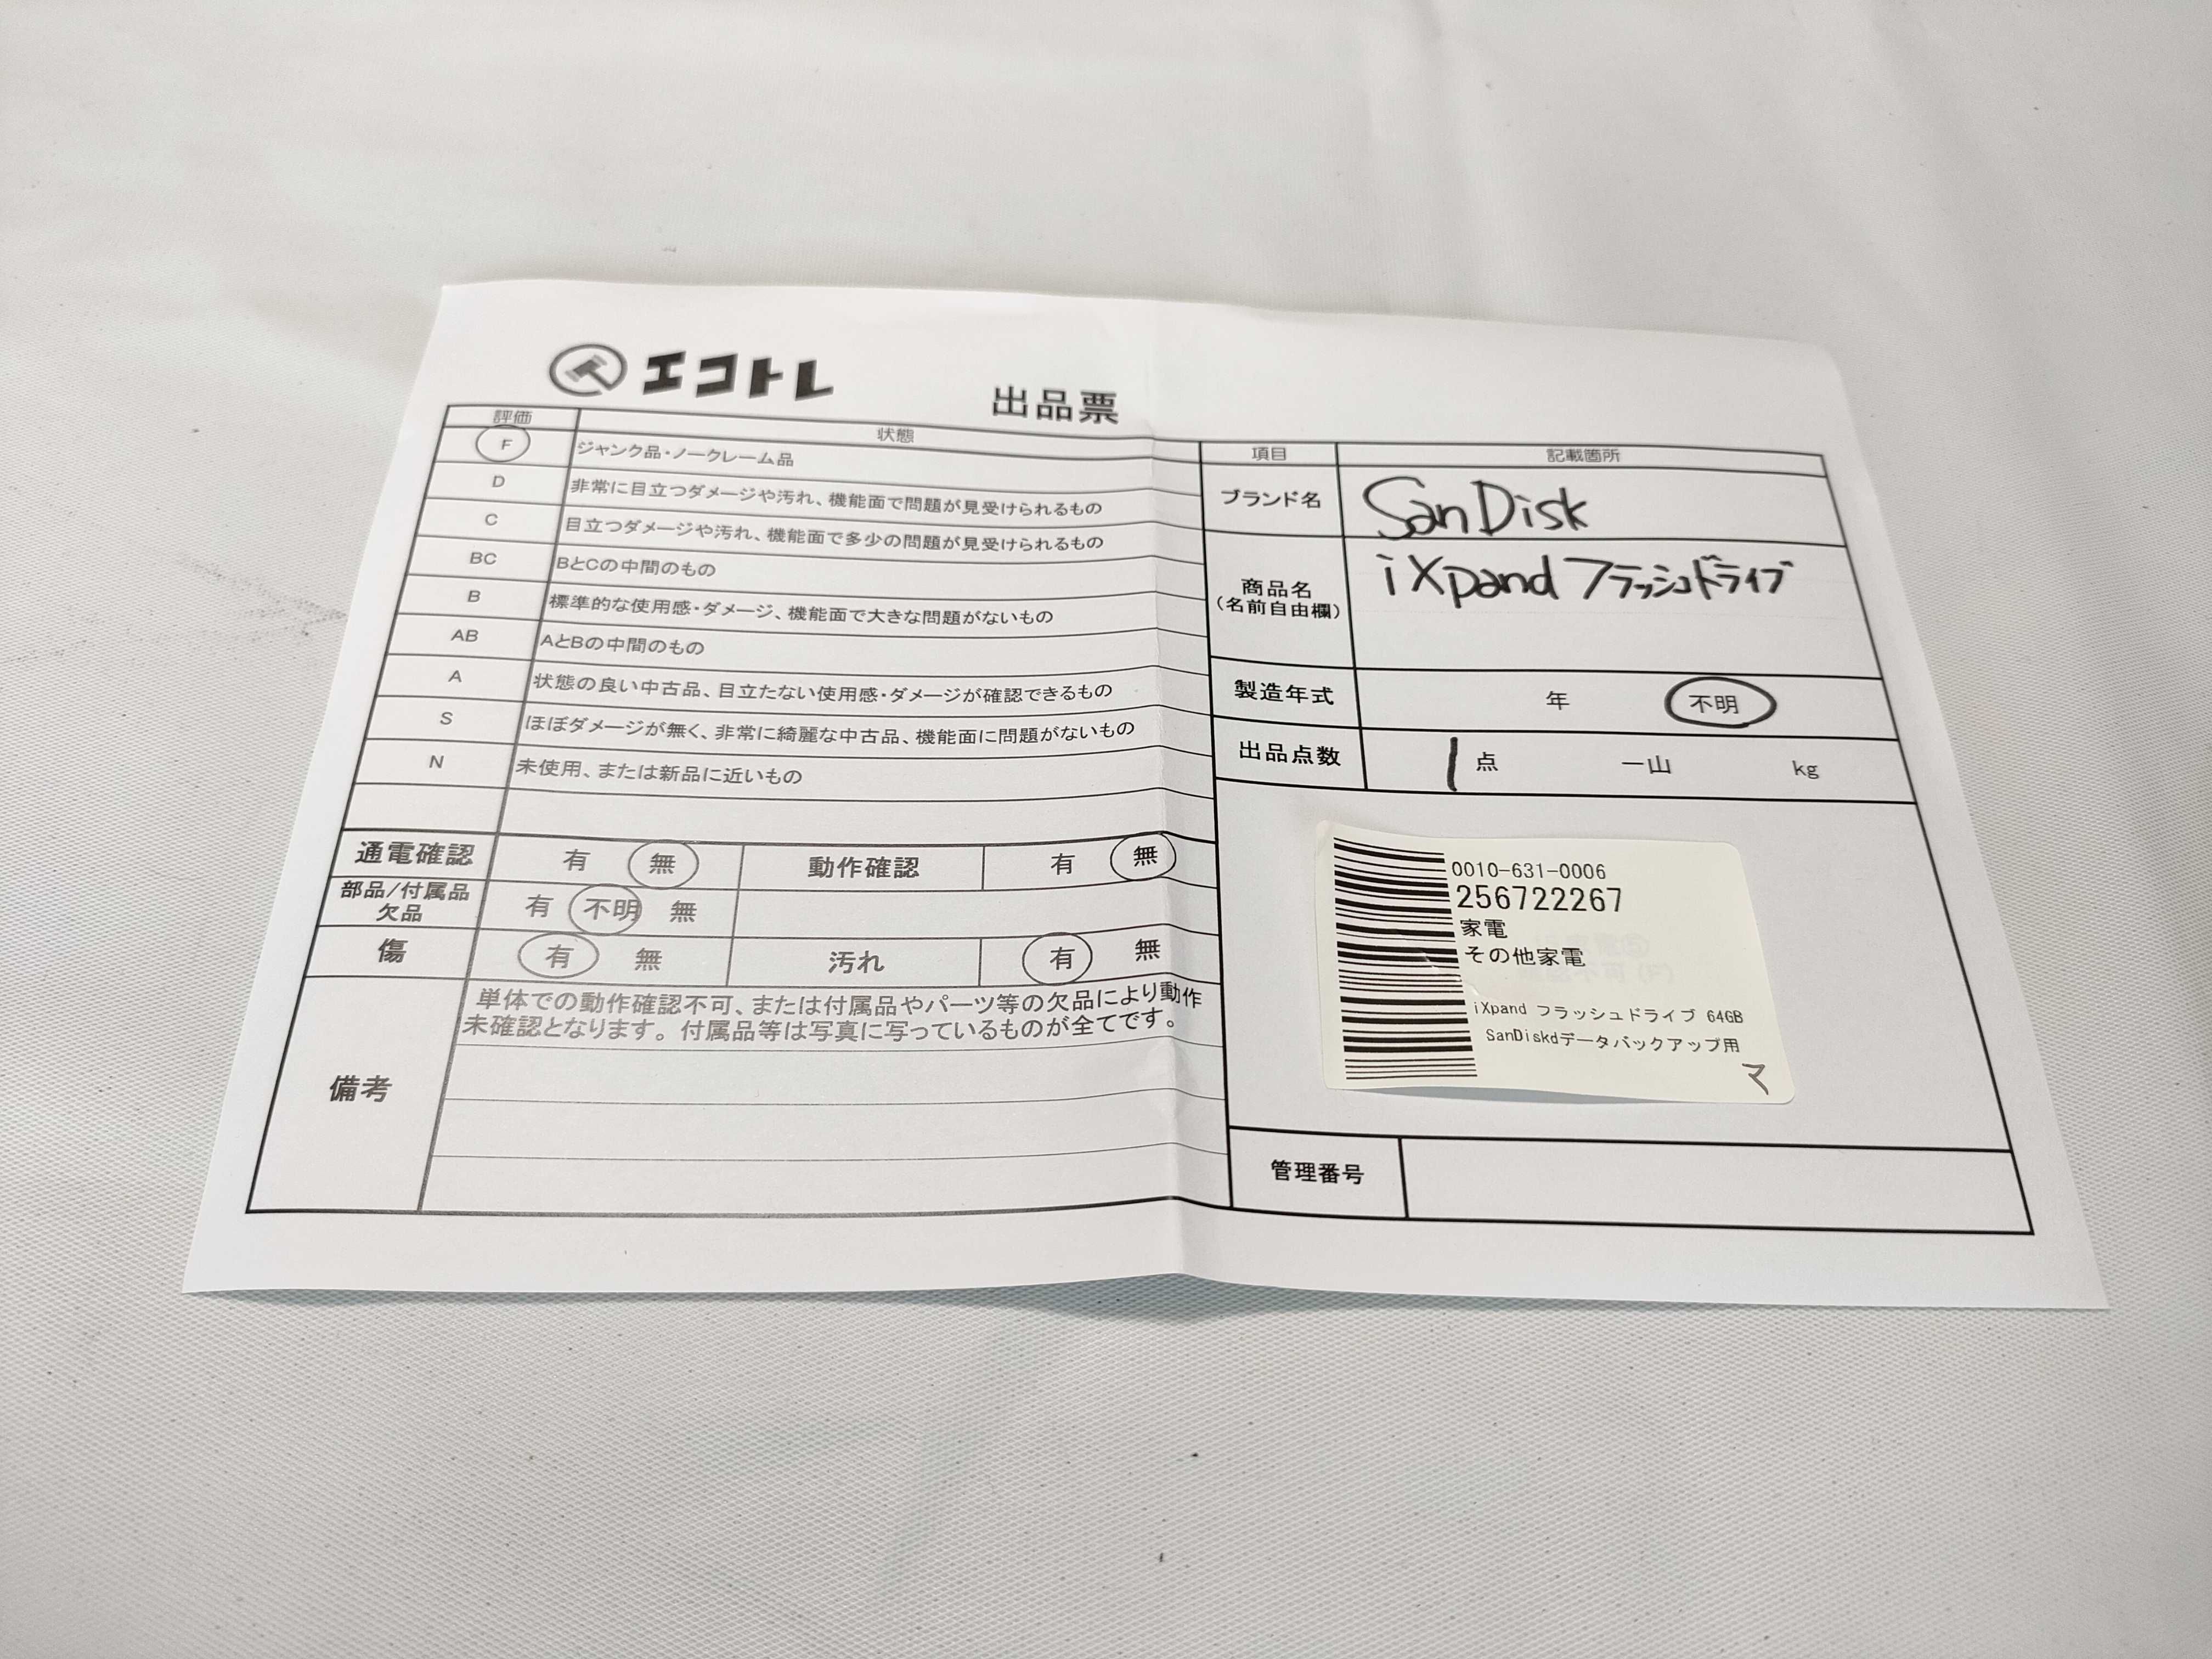 エコトレ
出品票
評価 状態
F ジャンク品・ノークレーム品
D 非常に目立つダメージや汚れ、機能面で問題が見受けられるもの
C 目立つダメージや汚れ、機能面で多少の問題が見受けられるもの
BC BとCの中間のもの
B 標準的な使用感・ダメージ、機能面で大きな問題がないもの
AB AとBの中間のもの
A 状態の良い中古品、目立たない使用感・ダメージが確認できるもの
S ほぼダメージが無く、非常に綺麗な中古品、機能面に問題がないもの
N 未使用、または新品に近いもの
通電確認 有 無 動作確認 有 無
部品/付属品
欠品 有 不明 無
傷 有 無 汚れ 有 無
備考
単体での動作確認不可、または付属品やパーツ等の欠品により動作
未確認となります。付属品等は写真に写っているものが全てです。
項目 記載箇所
ブランド名 SanDisk
商品名
(名前自由欄) iXpand フラッシュドライブ
製造年式 年 不明
出品点数 1 点 一山 kg
0010-631-0006
256722267
家電
その他家電
iXpand フラッシュドライブ 64GB
SanDiskdデータバックアップ用
マ
管理番号